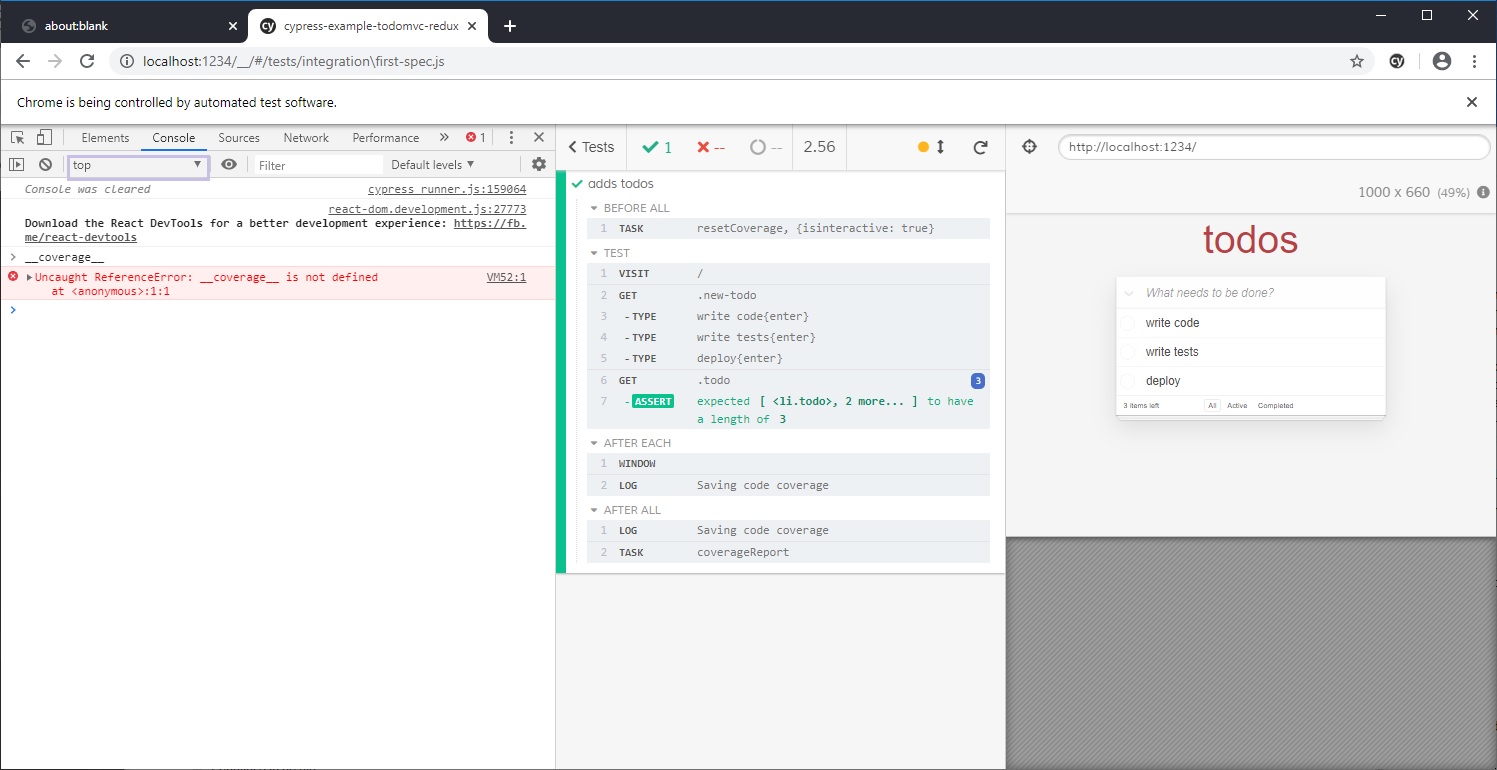 about:blank
cypress-example-todomvc-redux
localhost:1234/__/#/tests/integration\first-spec.js
Chrome is being controlled by automated test software.
Elements Console Sources Network Performance » 1
top Filter Default levels ▼
Console was cleared cypress_runner.js:159064
react-dom.development.js:27773
Download the React DevTools for a better development experience: https://fb.
me/react-devtools
> __coverage__
Uncaught ReferenceError: __coverage__ is not defined VM52:1
at <anonymous>:1:1
>
Tests 1 -- -- 2.56
adds todos
BEFORE ALL
1 TASK resetCoverage, {isinteractive: true}
TEST
1 VISIT /
2 GET .new-todo
3 -TYPE write code{enter}
4 -TYPE write tests{enter}
5 -TYPE deploy{enter}
6 GET .todo 3
7 -ASSERT expected [ <li.todo>, 2 more... ] to have
a length of 3
AFTER EACH
1 WINDOW
2 LOG Saving code coverage
AFTER ALL
1 LOG Saving code coverage
2 TASK coverageReport
http://localhost:1234/
1000 x 660 (49%)
todos
What needs to be done?
write code
write tests
deploy
3 items left All Active Completed